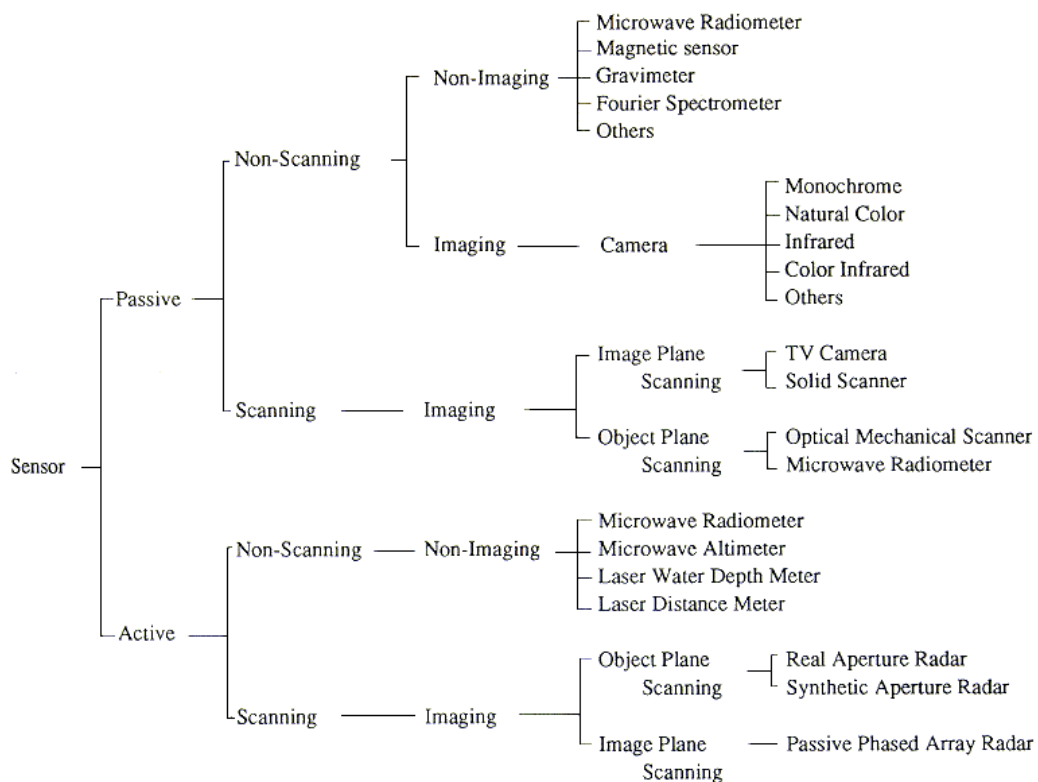 Microwave Radiometer
Magnetic sensor
Non-Imaging
Gravimeter
Fourier Spectrometer
Others
Non-Scanning
Monochrome
Natural Color
Imaging
Camera
Infrared
Color Infrared
Others
Passive
Image Plane
Scanning
TV Camera
Solid Scanner
Scanning
Imaging
Object Plane
Scanning
Optical Mechanical Scanner
Microwave Radiometer
Sensor
Microwave Radiometer
Non-Scanning
Non-Imaging
Microwave Altimeter
Laser Water Depth Meter
Laser Distance Meter
Active
Object Plane
Scanning
Real Aperture Radar
Synthetic Aperture Radar
Scanning
Imaging
Image Plane
Scanning
Passive Phased Array Radar